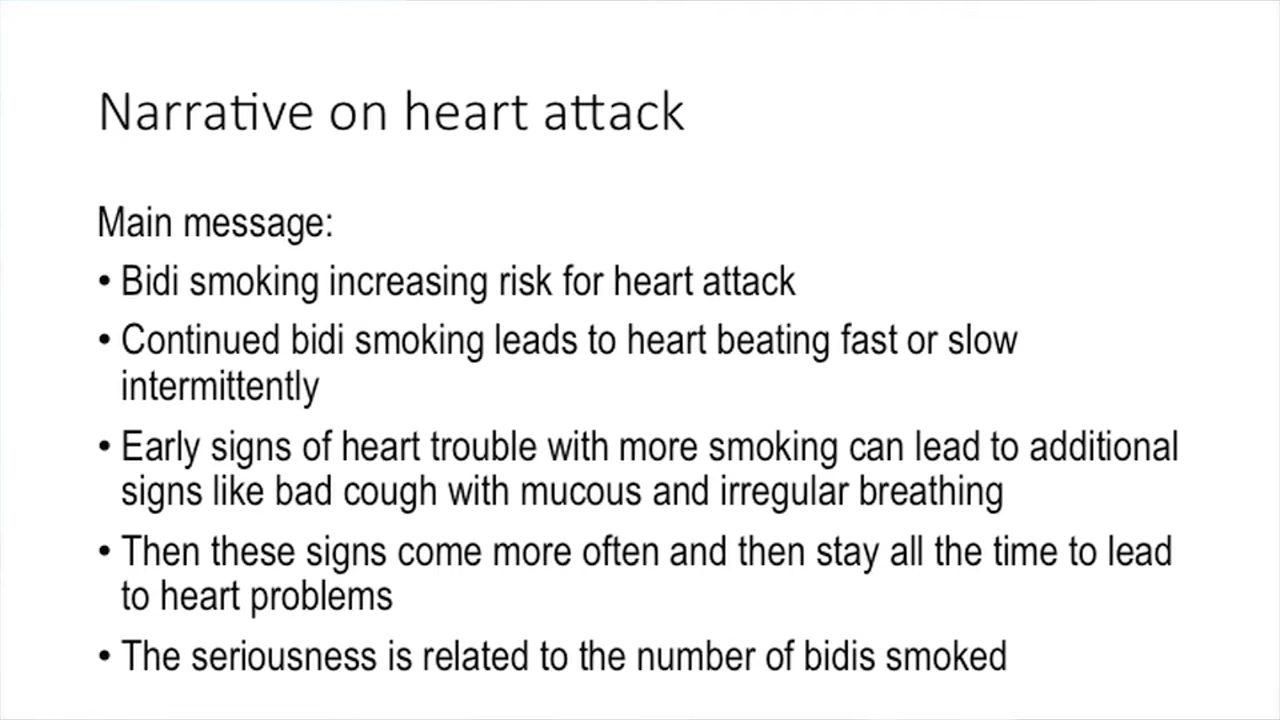 Narrative on heart attack
Main message:
• Bidi smoking increasing risk for heart attack
• Continued bidi smoking leads to heart beating fast or slow
intermittently
• Early signs of heart trouble with more smoking can lead to additional
signs like bad cough with mucous and irregular breathing
• Then these signs come more often and then stay all the time to lead
to heart problems
• The seriousness is related to the number of bidis smoked